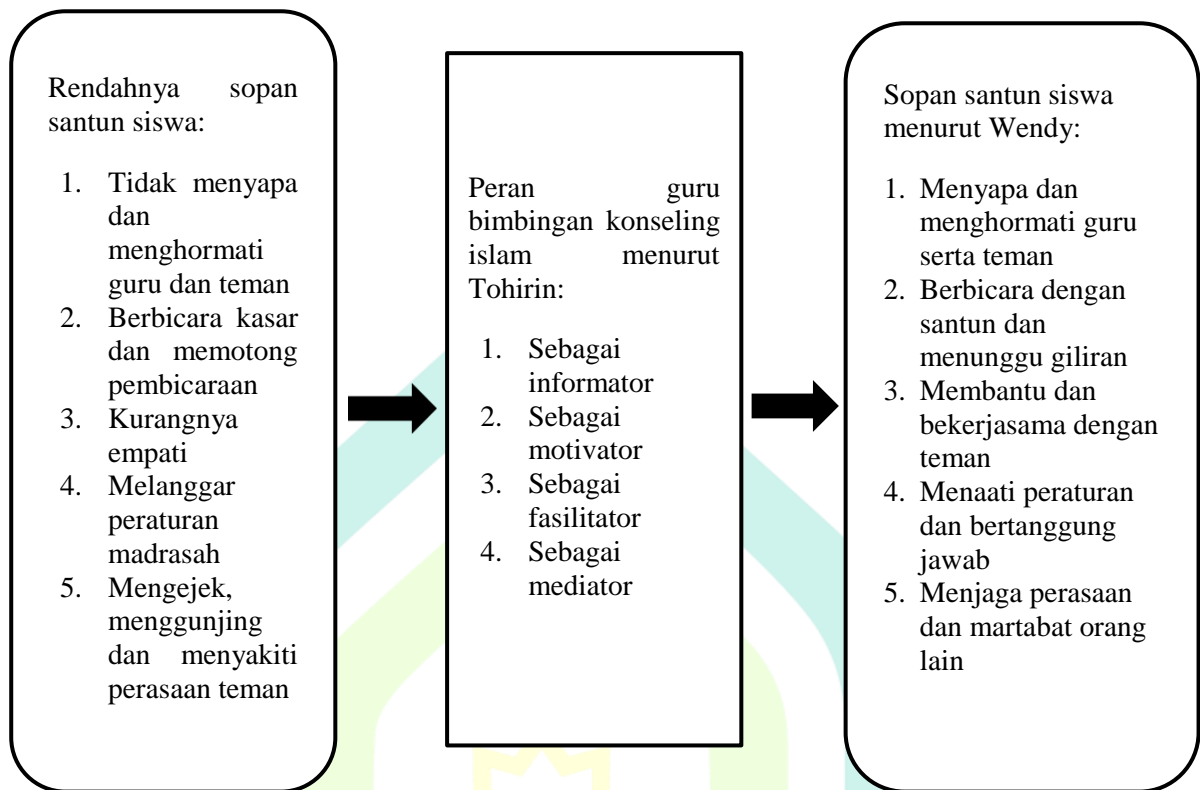 Rendahnya sopan
santun siswa:
1. Tidak menyapa
dan
menghormati
guru dan teman
2. Berbicara kasar
dan memotong
pembicaraan
3. Kurangnya
empati
4. Melanggar
peraturan
madrasah
5. Mengejek,
menggunjing
dan menyakiti
perasaan teman
Peran guru
bimbingan konseling
islam menurut
Tohirin:
1. Sebagai
informator
2. Sebagai
motivator
3. Sebagai
fasilitator
4. Sebagai
mediator
Sopan santun siswa
menurut Wendy:
1. Menyapa dan
menghormati guru
serta teman
2. Berbicara dengan
santun dan
menunggu giliran
3. Membantu dan
bekerjasama dengan
teman
4. Menaati peraturan
dan bertanggung
jawab
5. Menjaga perasaan
dan martabat orang
lain